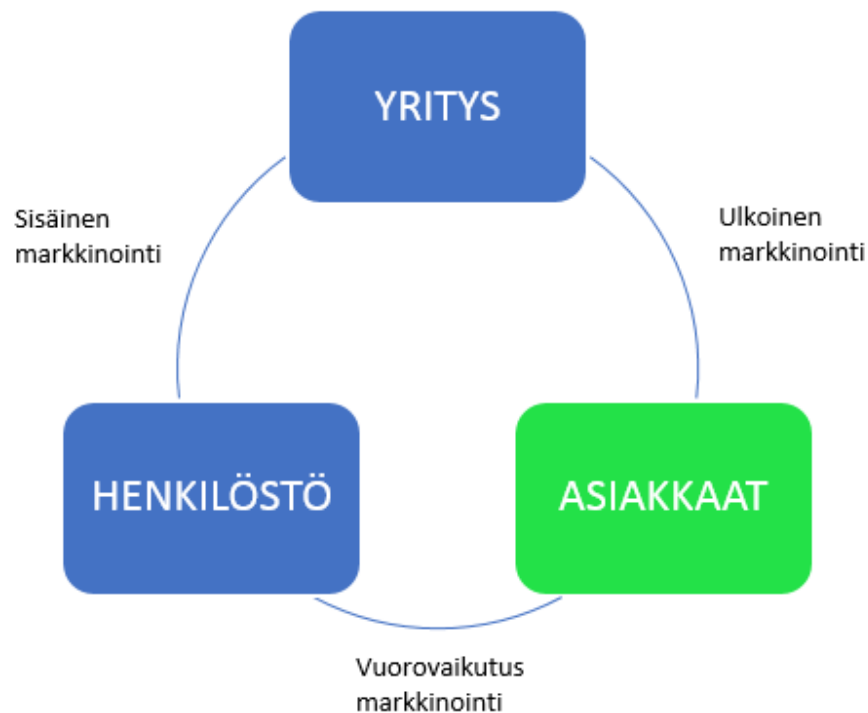 YRITYS
Sisäinen
markkinointi
Ulkoinen
markkinointi
HENKILÖSTÖ
ASIAKKAAT
Vuorovaikutus
markkinointi